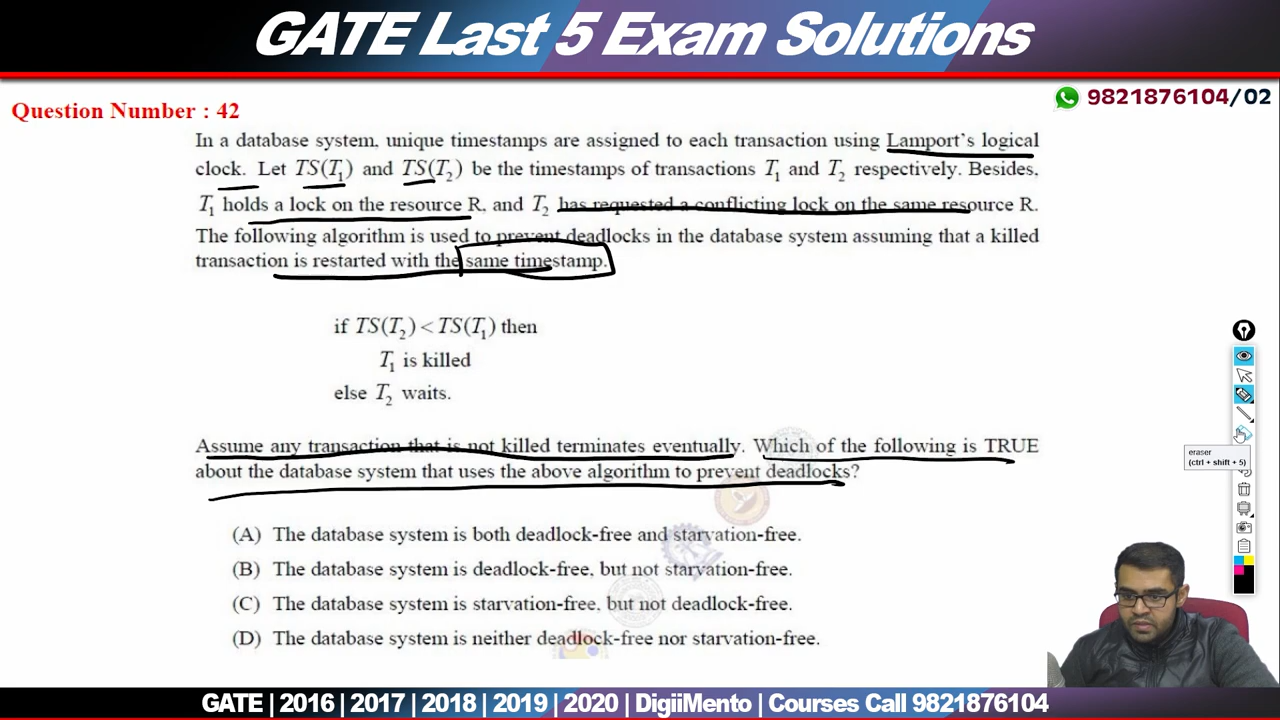 GATE Last 5 Exam Solutions
9821876104/02
Question Number : 42
In a database system, unique timestamps are assigned to each transaction using Lamport's logical
clock. Let TS(T₁) and TS(T₂) be the timestamps of transactions T₁ and T₂ respectively. Besides,
T₁ holds a lock on the resource R, and T₂ has requested a conflicting lock on the same resource R.
The following algorithm is used to prevent deadlocks in the database system assuming that a killed
transaction is restarted with the same timestamp.
if TS(T₂) < TS(T₁) then
T₁ is killed
else T₂ waits.
Assume any transaction that is not killed terminates eventually. Which of the following is TRUE
about the database system that uses the above algorithm to prevent deadlocks?
(A) The database system is both deadlock-free and starvation-free.
(B) The database system is deadlock-free, but not starvation-free.
(C) The database system is starvation-free, but not deadlock-free.
(D) The database system is neither deadlock-free nor starvation-free.
eraser
(ctrl + shift + 5)
GATE | 2016 | 2017 | 2018 | 2019 | 2020 | DigiiMento | Courses Call 9821876104